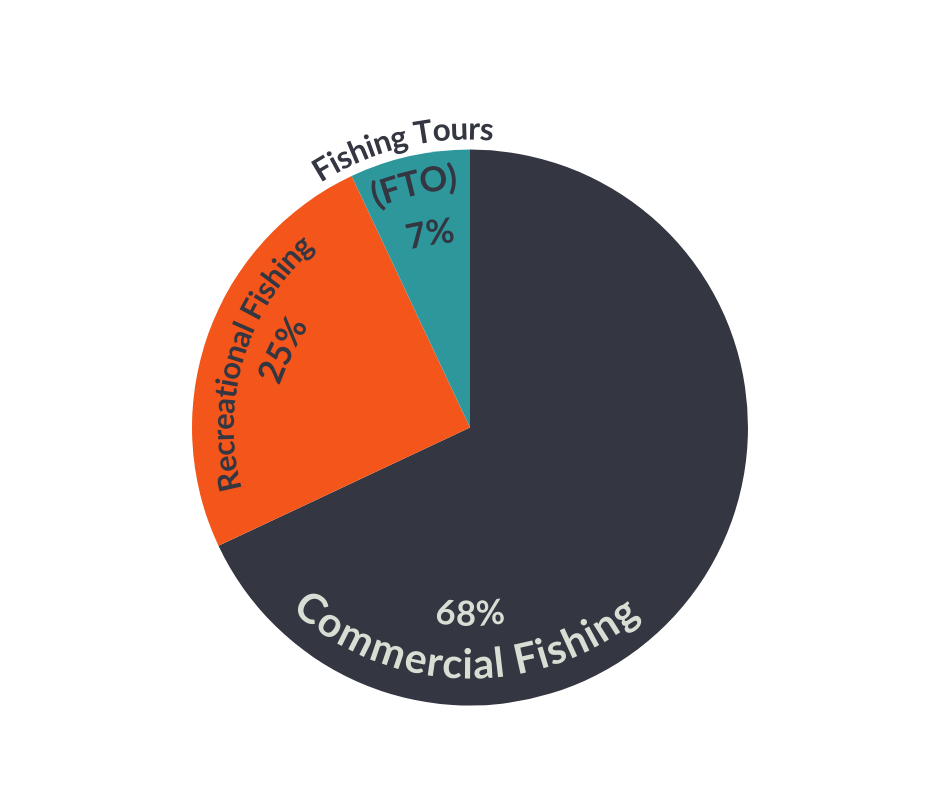 Fishing Tours
(FTO)
7%
Recreational Fishing
25%
68%
Commercial Fishing